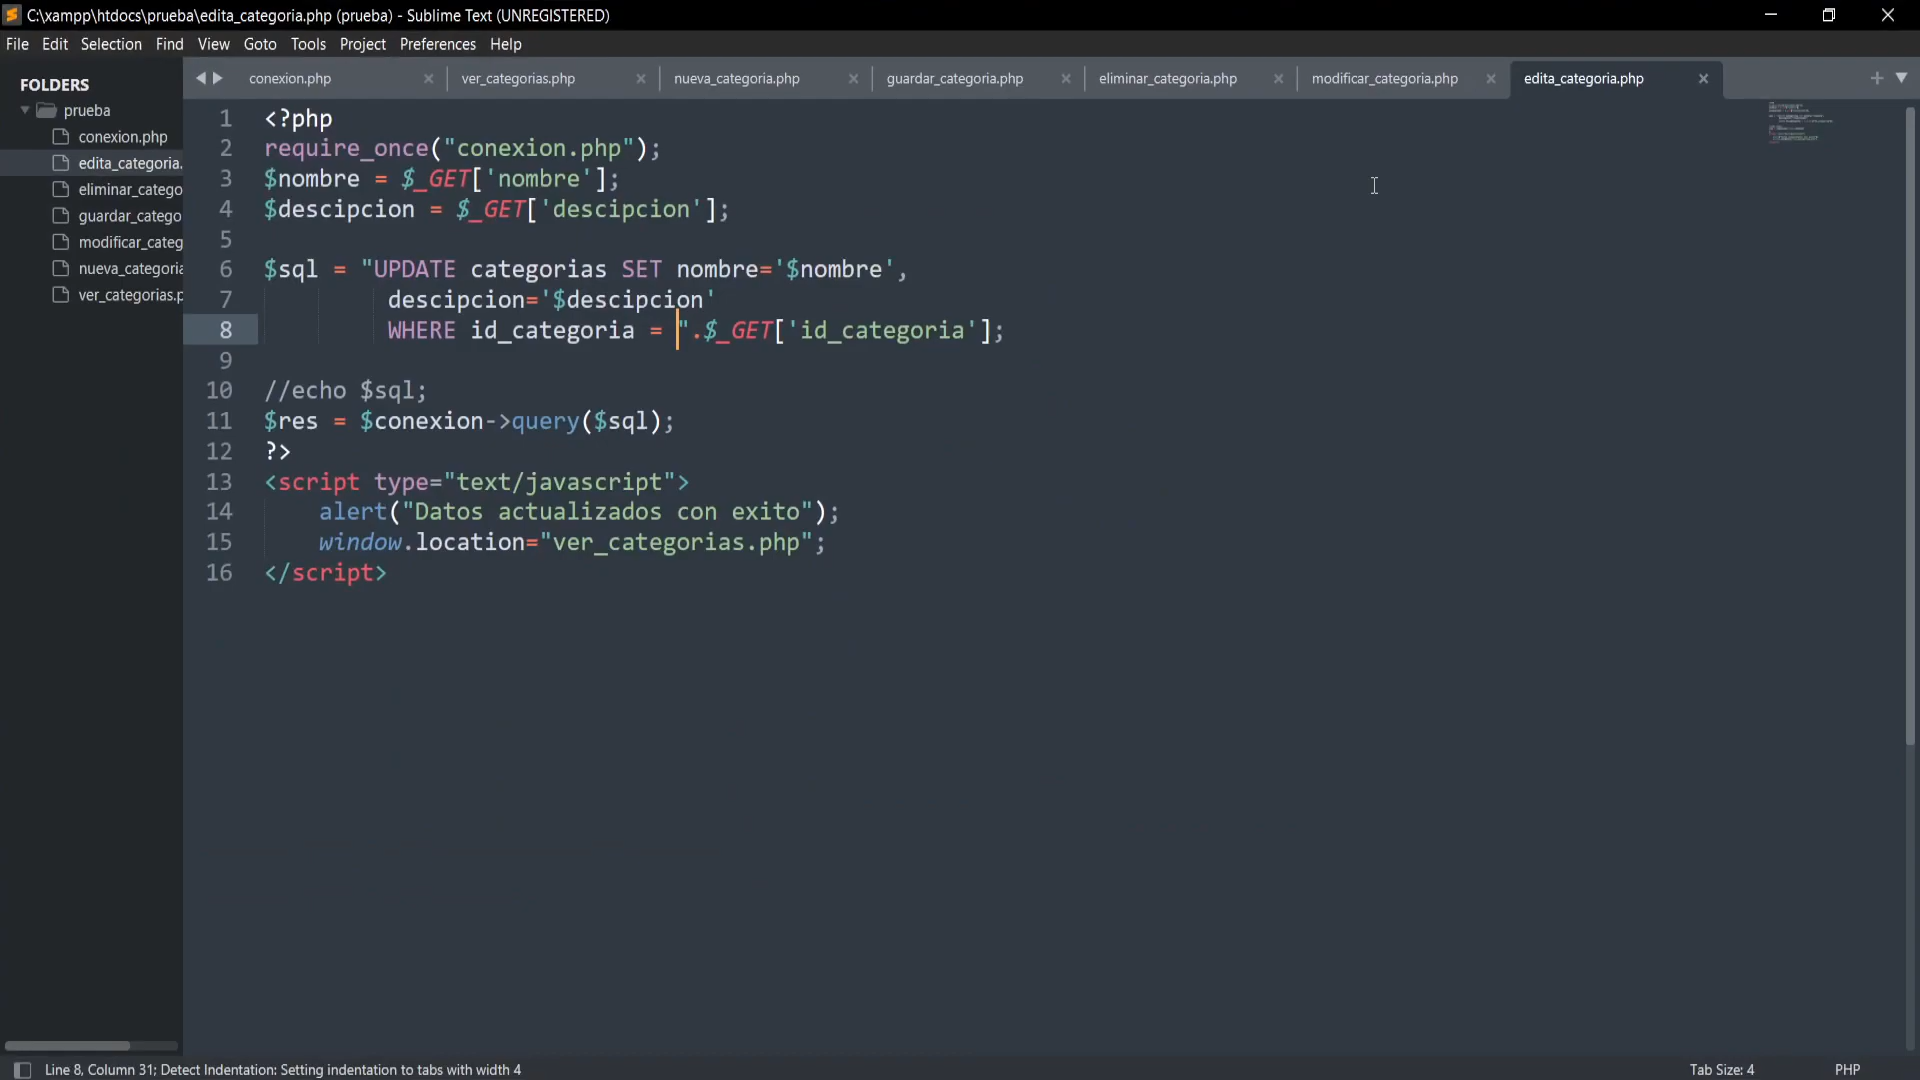 C:\xampp\htdocs\prueba\edita_categoria.php (prueba) - Sublime Text (UNREGISTERED)
File Edit Selection Find View Goto Tools Project Preferences Help
FOLDERS
prueba
conexion.php
edita_categoria.
eliminar_catego
guardar_catego
modificar_categ
nueva_categoria
ver_categorias.p
conexion.php ver_categorias.php nueva_categoria.php guardar_categoria.php eliminar_categoria.php modificar_categoria.php edita_categoria.php
1 <?php
2 require_once("conexion.php");
3 $nombre = $_GET['nombre'];
4 $descipcion = $_GET['descipcion'];
5
6 $sql = "UPDATE categorias SET nombre='$nombre',
7 descipcion='$descipcion'
8 WHERE id_categoria = ".$_GET['id_categoria'];
9
10 //echo $sql;
11 $res = $conexion->query($sql);
12 ?>
13 <script type="text/javascript">
14 alert("Datos actualizados con exito");
15 window.location="ver_categorias.php";
16 </script>
Line 8, Column 31; Detect Indentation: Setting indentation to tabs with width 4
Tab Size: 4 PHP